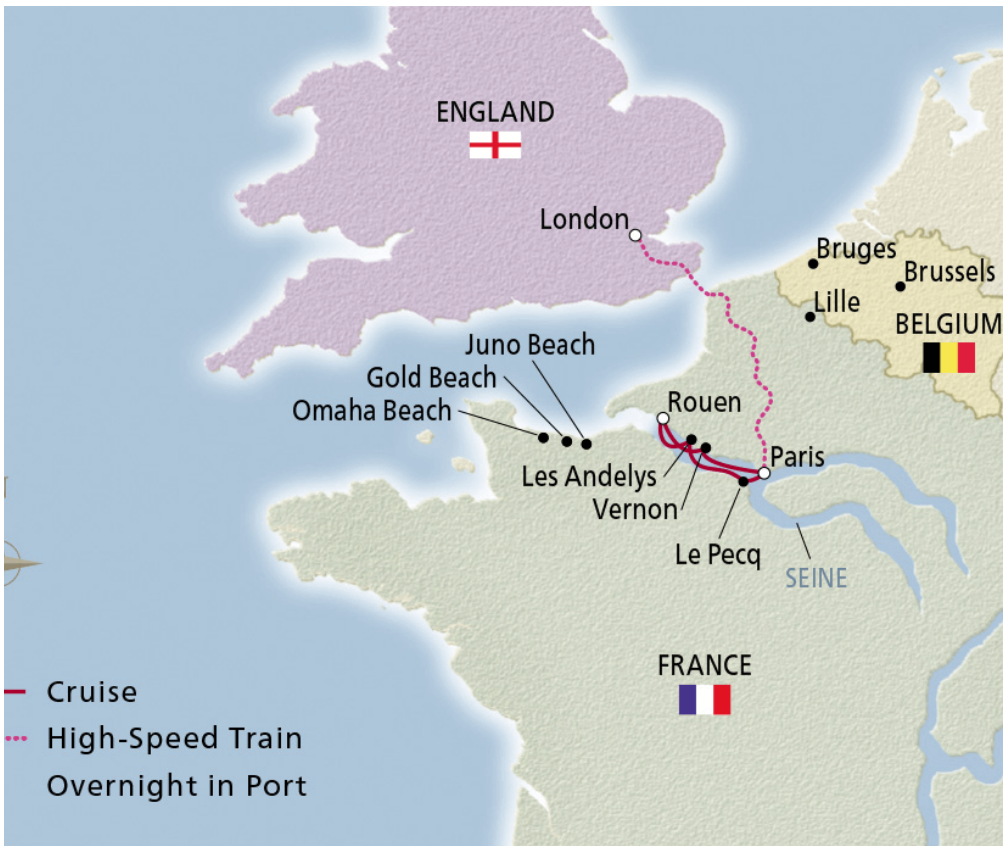 ENGLAND
London
Bruges
Brussels
Lille
BELGIUM
Juno Beach
Gold Beach
Omaha Beach
Rouen
Paris
Les Andelys
Vernon
Le Pecq
SEINE
FRANCE
Cruise
High-Speed Train
Overnight in Port